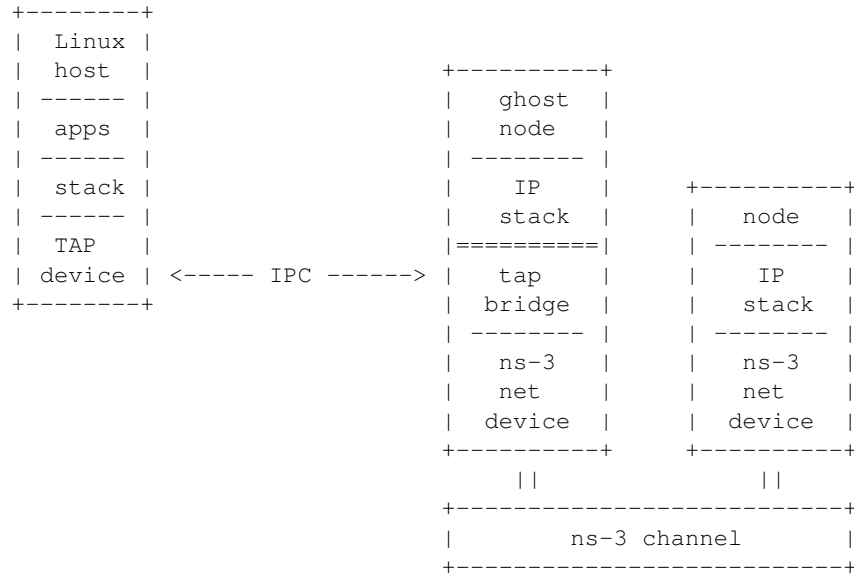 +--------+
|  Linux |
|  host  |                    +----------+
| ------ |                    |   ghost  |
|  apps  |                    |   node   |
| ------ |                    | -------- |
|  stack |                    |    IP    |     +----------+
| ------ |                    |   stack  |     |   node   |
|  TAP   |                    |==========|     | -------- |
| device | <----- IPC ------> |   tap    |     |    IP    |
+--------+                    |  bridge  |     |   stack  |
                              | -------- |     | -------- |
                              |   ns-3   |     |   ns-3   |
                              |   net    |     |   net    |
                              |  device  |     |  device  |
                              +----------+     +----------+
                                   ||               ||
                              +---------------------------+
                              |        ns-3 channel       |
                              +---------------------------+